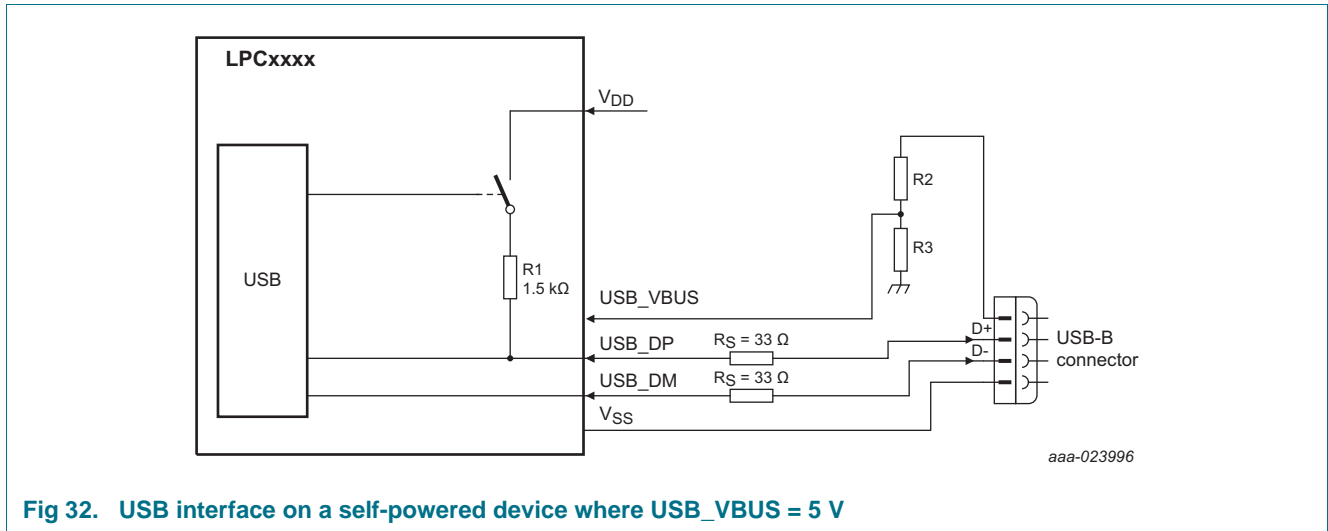 LPCxxxx
VDD
R2
R3
USB
R1
1.5 kΩ
USB_VBUS
USB_DP
RS = 33 Ω
D+
USB-B
connector
D-
USB_DM
RS = 33 Ω
VSS
aaa-023996
Fig 32. USB interface on a self-powered device where USB_VBUS = 5 V